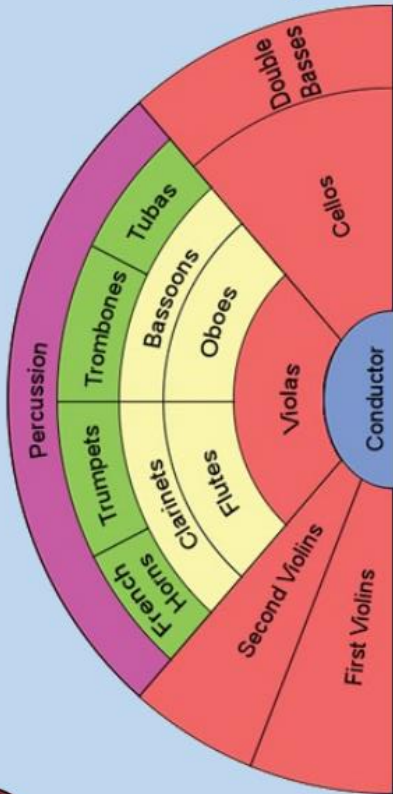 Percussion
French
Horns
Trumpets
Trombones
Tubas
Clarinets
Bassoons
Flutes
Oboes
Second Violins
Violas
Double
Basses
First Violins
Cellos
Conductor